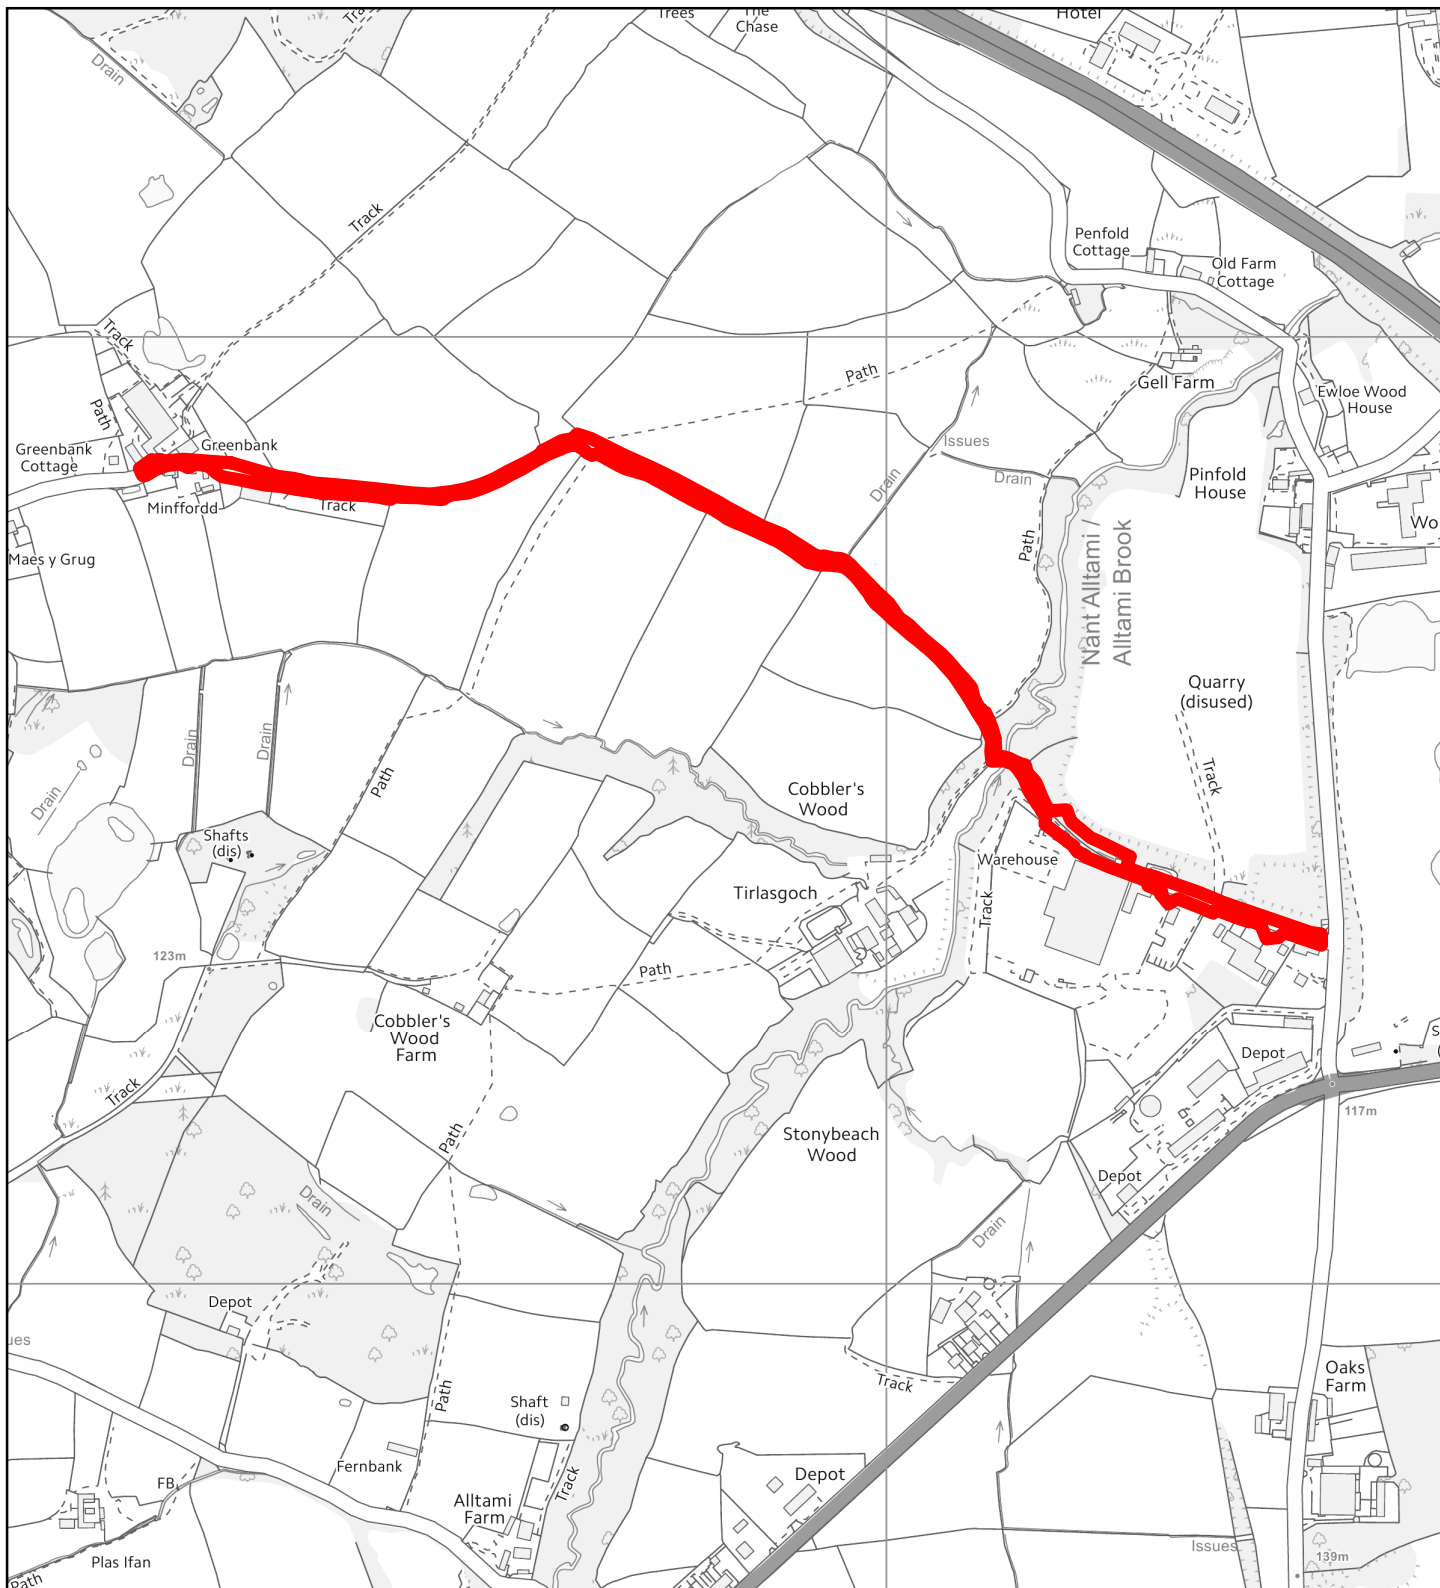 Trees
The
Chase
Hotel
Drain
Track
Penfold
Cottage
Old Farm
Cottage
Track
Path
Path
Gell Farm
Ewloe Wood
House
Greenbank
Cottage
Greenbank
Issues
Drain
Drain
Pinfold
House
Minffordd
Track
Wo
Maes y Grug
Path
Nant Alltami /
Alltami Brook
Quarry
(disused)
Drain
Drain
Track
Path
Drain
Cobbler's
Wood
Shafts
(dis)
Warehouse
Tirlasgoch
Track
123m
Path
Cobbler's
Wood
Farm
Depot
S
(
Track
117m
Path
Stonybeach
Wood
Depot
Drain
Drain
Depot
ues
Track
Oaks
Farm
Path
Shaft
(dis)
Fernbank
Depot
FB
Track
Alltami
Farm
Issues
139m
Plas Ifan
Path